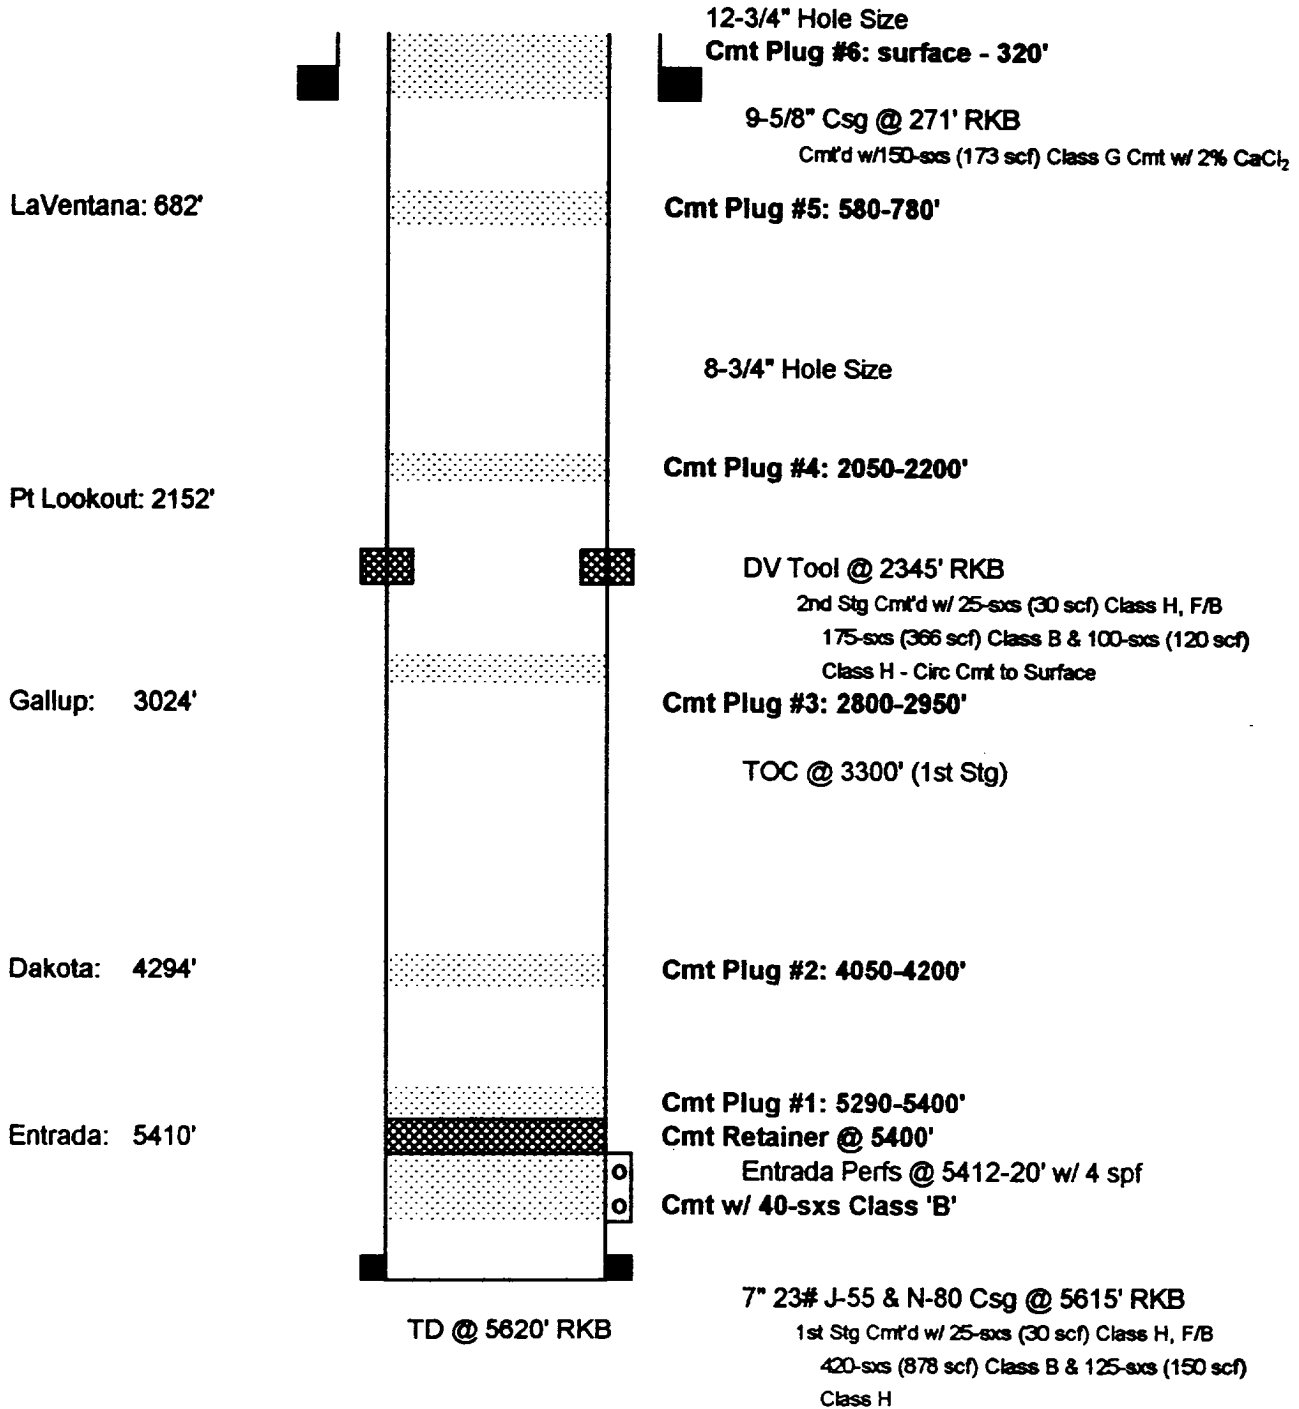 12-3/4" Hole Size
Cmt Plug #6: surface - 320'
9-5/8" Csg @ 271' RKB
Cmt'd w/150-sxs (173 scf) Class G Cmt w/ 2% CaCl₂
LaVentana: 682'
Cmt Plug #5: 580-780'
8-3/4" Hole Size
Cmt Plug #4: 2050-2200'
Pt Lookout: 2152'
DV Tool @ 2345' RKB
2nd Stg Cmt'd w/ 25-sxs (30 scf) Class H, F/B
175-sxs (366 scf) Class B & 100-sxs (120 scf)
Class H - Circ Cmt to Surface
Gallup: 3024'
Cmt Plug #3: 2800-2950'
TOC @ 3300' (1st Stg)
Dakota: 4294'
Cmt Plug #2: 4050-4200'
Cmt Plug #1: 5290-5400'
Entrada: 5410'
Cmt Retainer @ 5400'
Entrada Perfs @ 5412-20' w/ 4 spf
Cmt w/ 40-sxs Class 'B'
7" 23# J-55 & N-80 Csg @ 5615' RKB
TD @ 5620' RKB
1st Stg Cmt'd w/ 25-sxs (30 scf) Class H, F/B
420-sxs (878 scf) Class B & 125-sxs (150 scf)
Class H